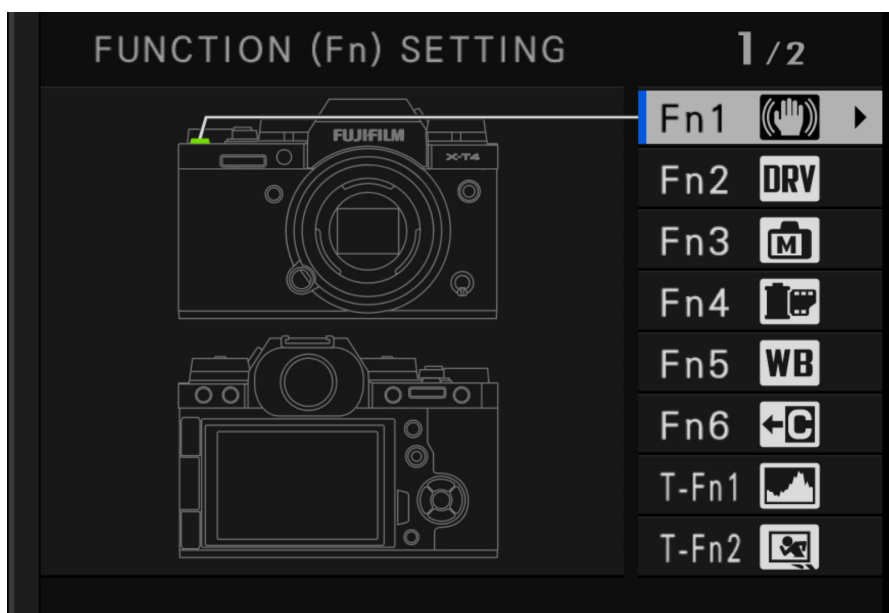 FUNCTION (Fn) SETTING 1/2
FUJIFILM
X-T4
Fn1
Fn2 DRV
Fn3 M
Fn4
Fn5 WB
Fn6 C
T-Fn1
T-Fn2